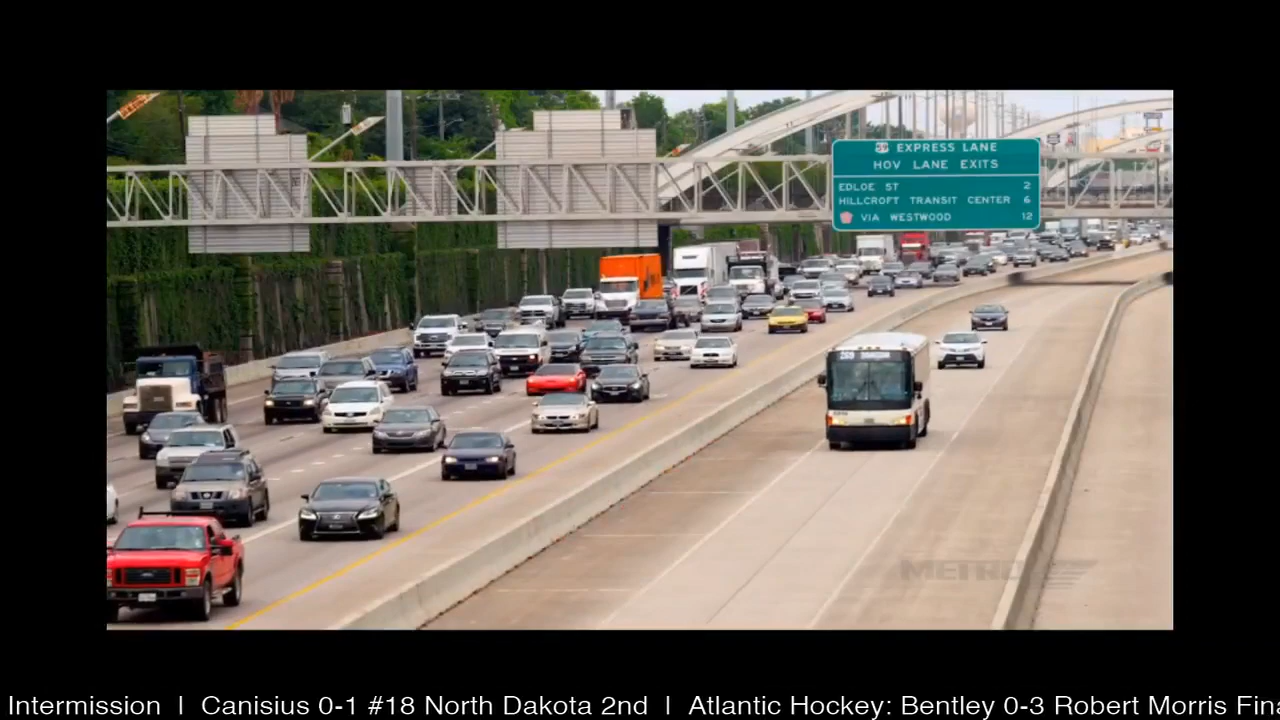 59 EXPRESS LANE
HOV LANE EXITS
EDLOE ST 2
HILLCROFT TRANSIT CENTER 6
VIA WESTWOOD 12
METRO
Intermission | Canisius 0-1 #18 North Dakota 2nd | Atlantic Hockey: Bentley 0-3 Robert Morris Fina